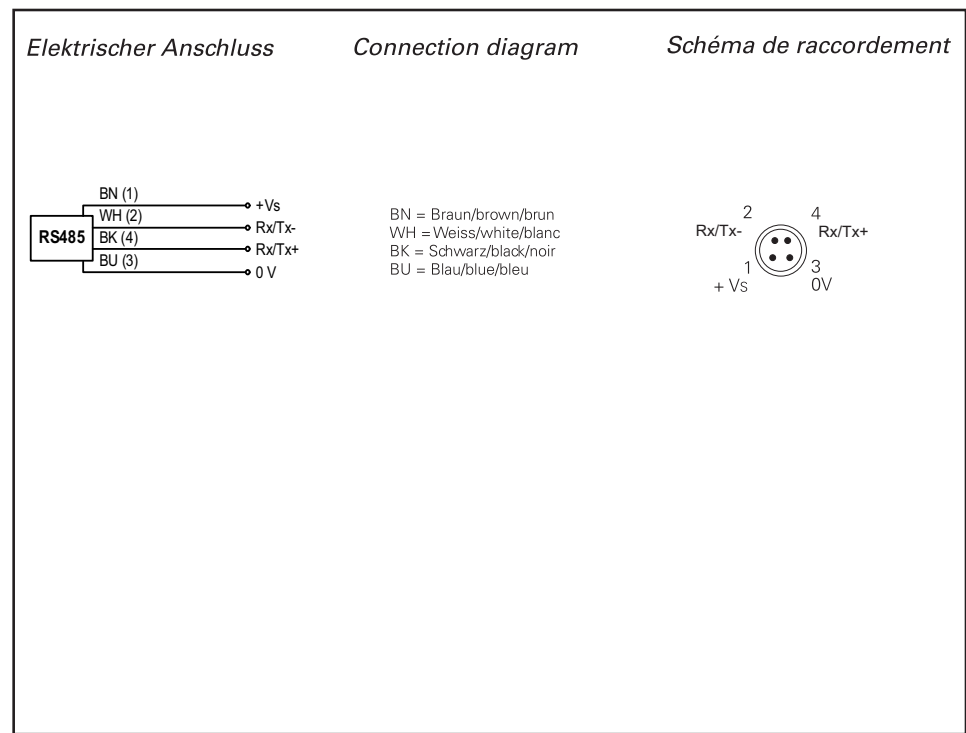 Elektrischer Anschluss
Connection diagram
Schéma de raccordement
BN (1)
+Vs
WH (2)
Rx/Tx-
RS485
BK (4)
Rx/Tx+
BU (3)
0 V
BN = Braun/brown/brun
WH = Weiss/white/blanc
BK = Schwarz/black/noir
BU = Blau/blue/bleu
2
4
Rx/Tx-
Rx/Tx+
1
3
+ Vs
0V